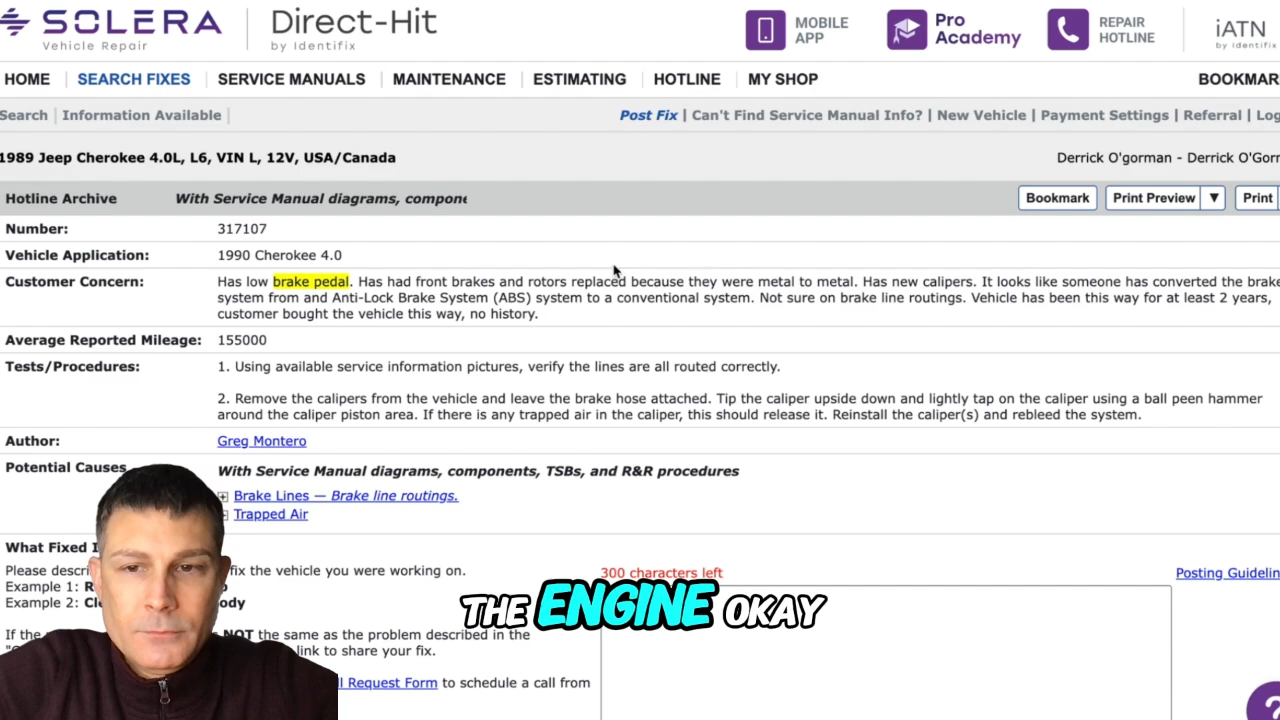 SOLERA
Vehicle Repair
Direct-Hit
by Identifix
MOBILE
APP
Pro
Academy
REPAIR
HOTLINE
iATN
by Identifix
HOME
SEARCH FIXES
SERVICE MANUALS
MAINTENANCE
ESTIMATING
HOTLINE
MY SHOP
BOOKMAR
Search | Information Available |
Post Fix | Can't Find Service Manual Info? | New Vehicle | Payment Settings | Referral | Log
1989 Jeep Cherokee 4.0L, L6, VIN L, 12V, USA/Canada
Derrick O'gorman - Derrick O'Gorr
Hotline Archive
With Service Manual diagrams, compone
Bookmark
Print Preview
Print
Number:
317107
Vehicle Application:
1990 Cherokee 4.0
Customer Concern:
Has low brake pedal. Has had front brakes and rotors replaced because they were metal to metal. Has new calipers. It looks like someone has converted the brake
system from and Anti-Lock Brake System (ABS) system to a conventional system. Not sure on brake line routings. Vehicle has been this way for at least 2 years,
customer bought the vehicle this way, no history.
Average Reported Mileage:
155000
Tests/Procedures:
1. Using available service information pictures, verify the lines are all routed correctly.
2. Remove the calipers from the vehicle and leave the brake hose attached. Tip the caliper upside down and lightly tap on the caliper using a ball peen hammer
around the caliper piston area. If there is any trapped air in the caliper, this should release it. Reinstall the caliper(s) and rebleed the system.
Author:
Greg Montero
Potential Causes
With Service Manual diagrams, components, TSBs, and R&R procedures
Brake Lines — Brake line routings.
Trapped Air
What Fixed I
Please descri
fix the vehicle you were working on.
300 characters left
Posting Guidelin
Example 1: R
Example 2: Cle
ody
THE ENGINE OKAY
If the
NOT the same as the problem described in the
link to share your fix.
ll Request Form to schedule a call from
?